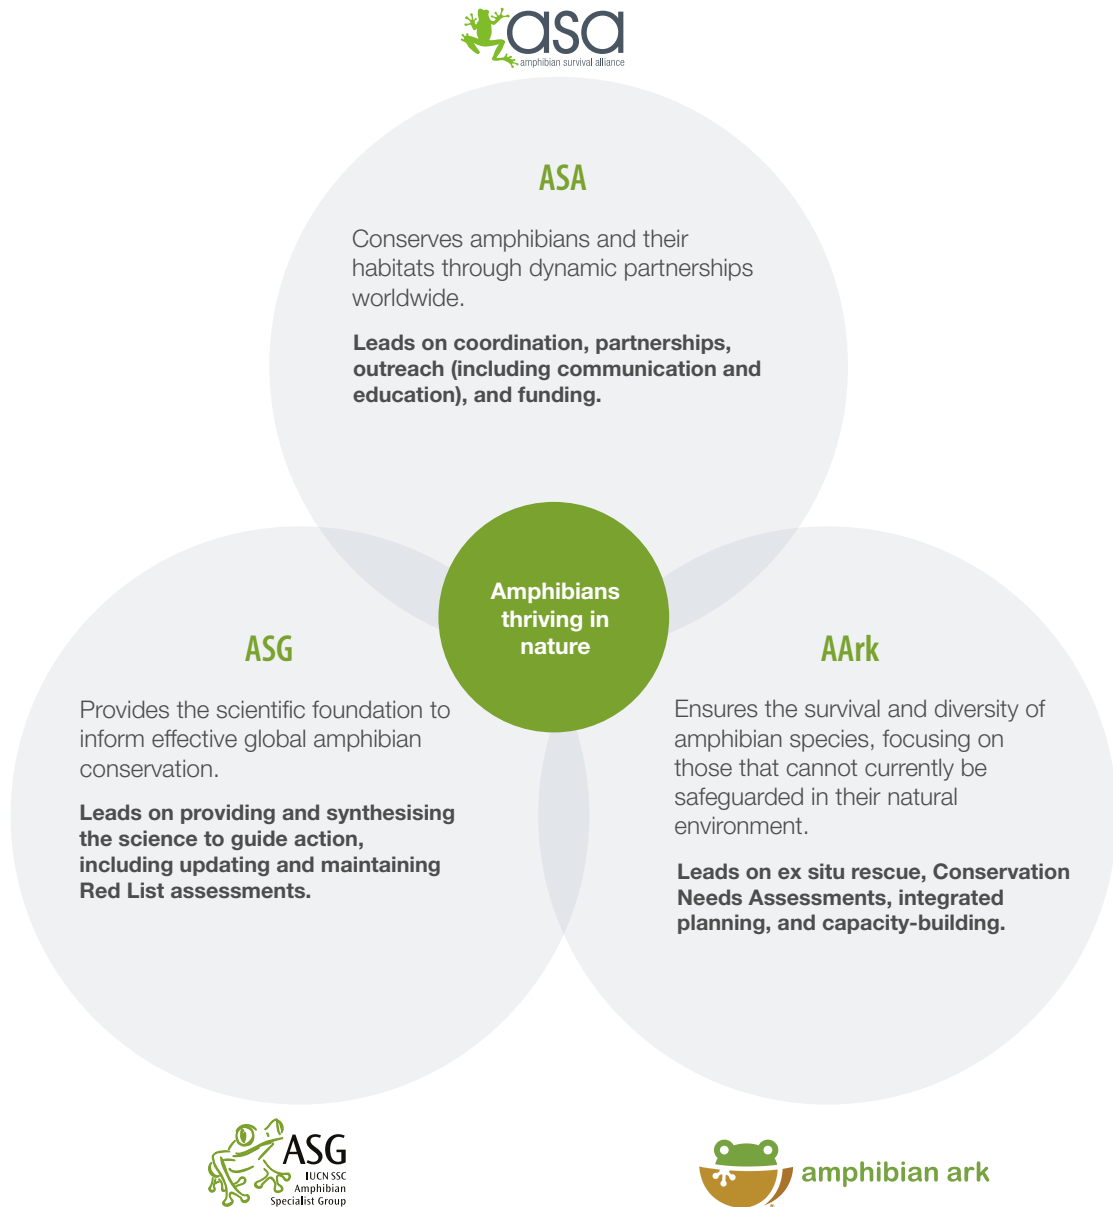 asa
amphibian survival alliance
ASA
Conserves amphibians and their
habitats through dynamic partnerships
worldwide.
Leads on coordination, partnerships,
outreach (including communication and
education), and funding.
Amphibians
thriving in
nature
ASG
Provides the scientific foundation to
inform effective global amphibian
conservation.
Leads on providing and synthesising
the science to guide action,
including updating and maintaining
Red List assessments.
AArk
Ensures the survival and diversity of
amphibian species, focusing on
those that cannot currently be
safeguarded in their natural
environment.
Leads on ex situ rescue, Conservation
Needs Assessments, integrated
planning, and capacity-building.
ASG
IUCN SSC
Amphibian
Specialist Group
amphibian ark